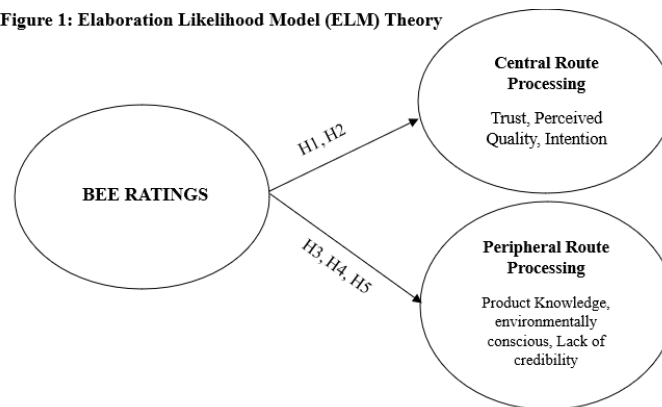 Figure 1: Elaboration Likelihood Model (ELM) Theory
Central Route
Processing
Trust, Perceived
Quality, Intention
H1, H2
BEE RATINGS
H3, H4, H5
Peripheral Route
Processing
Product Knowledge,
environmentally
conscious, Lack of
credibility